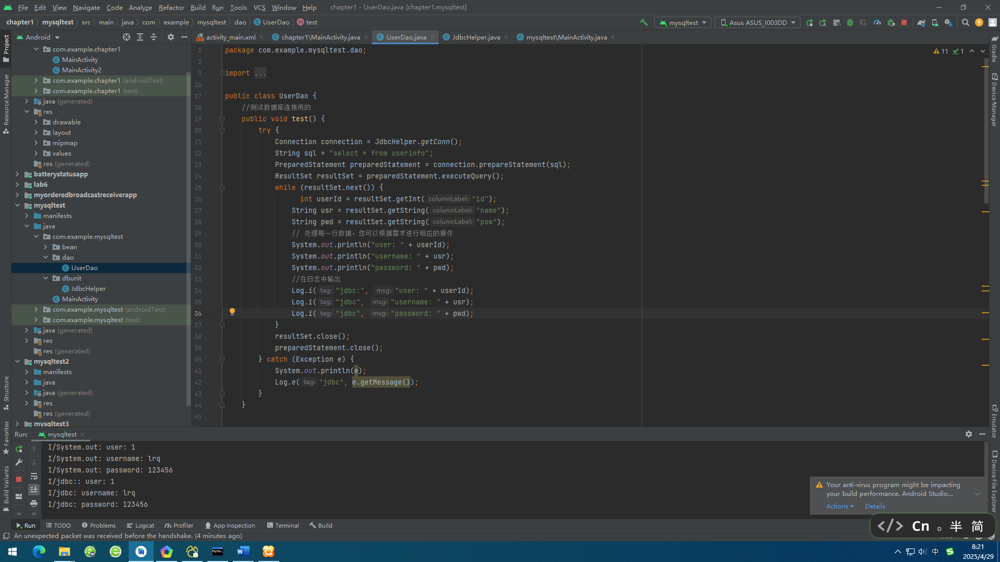 File Edit View Navigate Code Analyze Refactor Build Run Tools VCS Window Help chapter1 - UserDao.java [chapter1.mysqltest]
chapter1 mysqltest src main java com example mysqltest dao UserDao test
mysqltest Asus ASUS_I003DD
Android
activity_main.xml chapter1\MainActivity.java UserDao.java JdbcHelper.java mysqltest\MainActivity.java
Project
Resource Manager
Structure
Favorites
Build Variants
com.example.chapter1
MainActivity
MainActivity2
com.example.chapter1 (androidTest)
com.example.chapter1 (test)
java (generated)
res
drawable
layout
mipmap
values
res (generated)
batterystatusapp
lab6
myorderedbroadcastreceiverapp
mysqltest
manifests
java
com.example.mysqltest
bean
dao
UserDao
dbunit
JdbcHelper
MainActivity
com.example.mysqltest (androidTest)
com.example.mysqltest (test)
java (generated)
res
res (generated)
mysqltest2
manifests
java
java (generated)
res
res (generated)
mysqltest3
11 1
1 package com.example.mysqltest.dao;
2
3 import ...
16
17 public class UserDao {
18 //测试数据库连接用的
19 public void test() {
20 try {
21 Connection connection = JdbcHelper.getConn();
22 String sql = "select * from userinfo";
23 PreparedStatement preparedStatement = connection.prepareStatement(sql);
24 ResultSet resultSet = preparedStatement.executeQuery();
25 while (resultSet.next()) {
26 int userId = resultSet.getInt( columnLabel: "id");
27 String usr = resultSet.getString( columnLabel: "name");
28 String pwd = resultSet.getString( columnLabel: "psw");
29 // 处理每一行数据，您可以根据需求进行相应的操作
30 System.out.println("user: " + userId);
31 System.out.println("username: " + usr);
32 System.out.println("password: " + pwd);
33 //在日志中输出
34 Log.i( tag: "jdbc:", msg: "user: " + userId);
35 Log.i( tag: "jdbc", msg: "username: " + usr);
36 Log.i( tag: "jdbc", msg: "password: " + pwd);
37 }
38 resultSet.close();
39 preparedStatement.close();
40 } catch (Exception e) {
41 System.out.println(e);
42 Log.e( tag: "jdbc", e.getMessage());
43 }
44 }
45
Gradle
Device Manager
Emulator
Device File Explorer
Run: mysqltest
I/System.out: user: 1
I/System.out: username: lrq
I/System.out: password: 123456
I/jdbc:: user: 1
I/jdbc: username: lrq
I/jdbc: password: 123456
Your anti-virus program might be impacting
your build performance. Android Studio...
Actions Details
Run TODO Problems Logcat Profiler App Inspection Terminal Build
</> Cn 。 半 简
An unexpected packet was received before the handshake. (4 minutes ago)
中
8:21
2025/4/29